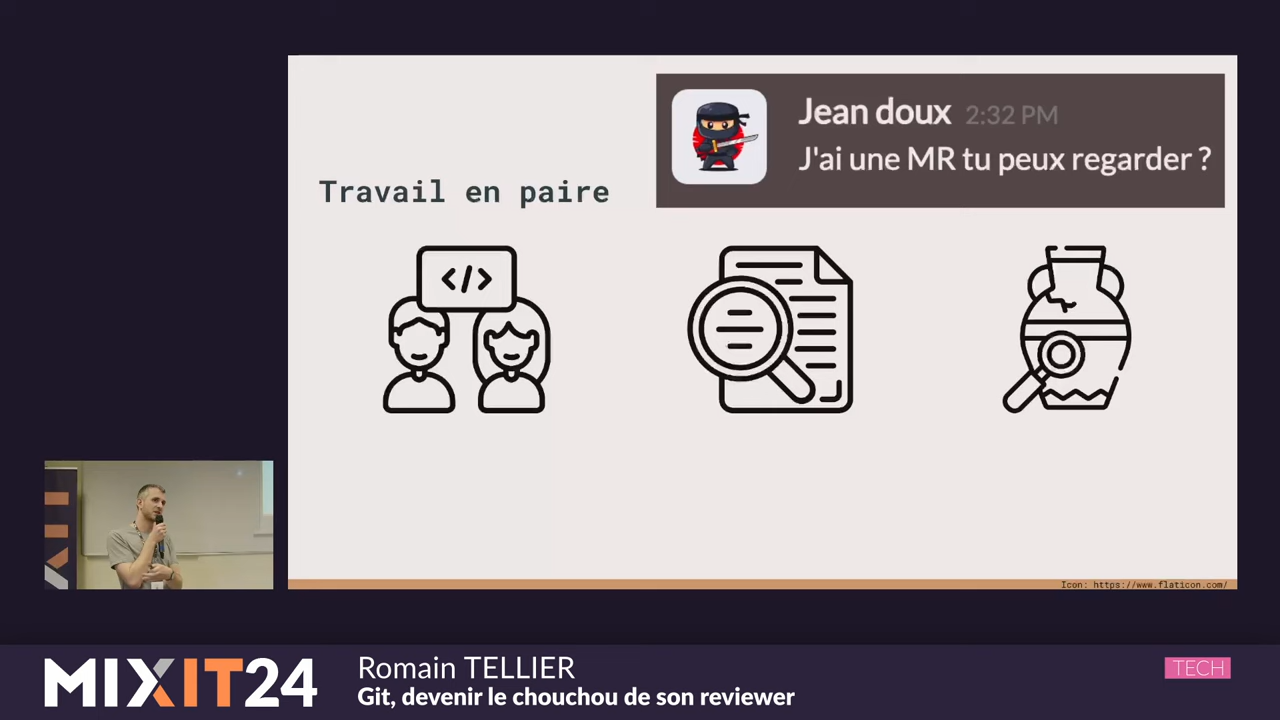 Jean doux 2:32 PM
J'ai une MR tu peux regarder ?
Travail en paire
</>
Icon: https://www.flaticon.com/
MIXIT24
Romain TELLIER
Git, devenir le chouchou de son reviewer
TECH